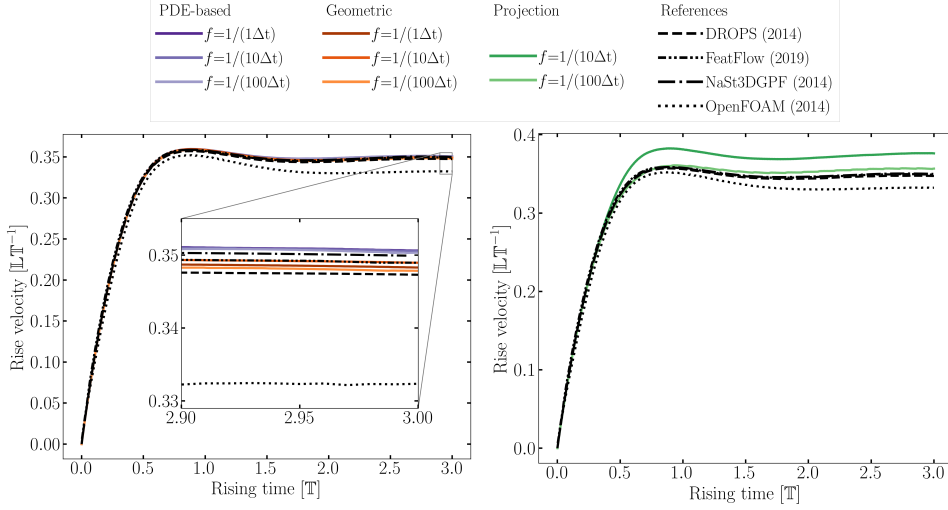 PDE-based Geometric Projection References
f=1/(1Δt) f=1/(1Δt) DROPS (2014)
f=1/(10Δt) f=1/(10Δt) f=1/(10Δt) FeatFlow (2019)
f=1/(100Δt) f=1/(100Δt) f=1/(100Δt) NaSt3DGPF (2014)
OpenFOAM (2014)
Rise velocity [𝕃𝕋⁻¹]
0.35
0.30
0.25
0.20
0.15
0.10
0.05
0.00
0.0 0.5 1.0 1.5 2.0 2.5 3.0
Rising time [𝕋]
0.35
0.34
0.33
2.90 2.95 3.00
Rise velocity [𝕃𝕋⁻¹]
0.4
0.3
0.2
0.1
0.0
0.0 0.5 1.0 1.5 2.0 2.5 3.0
Rising time [𝕋]